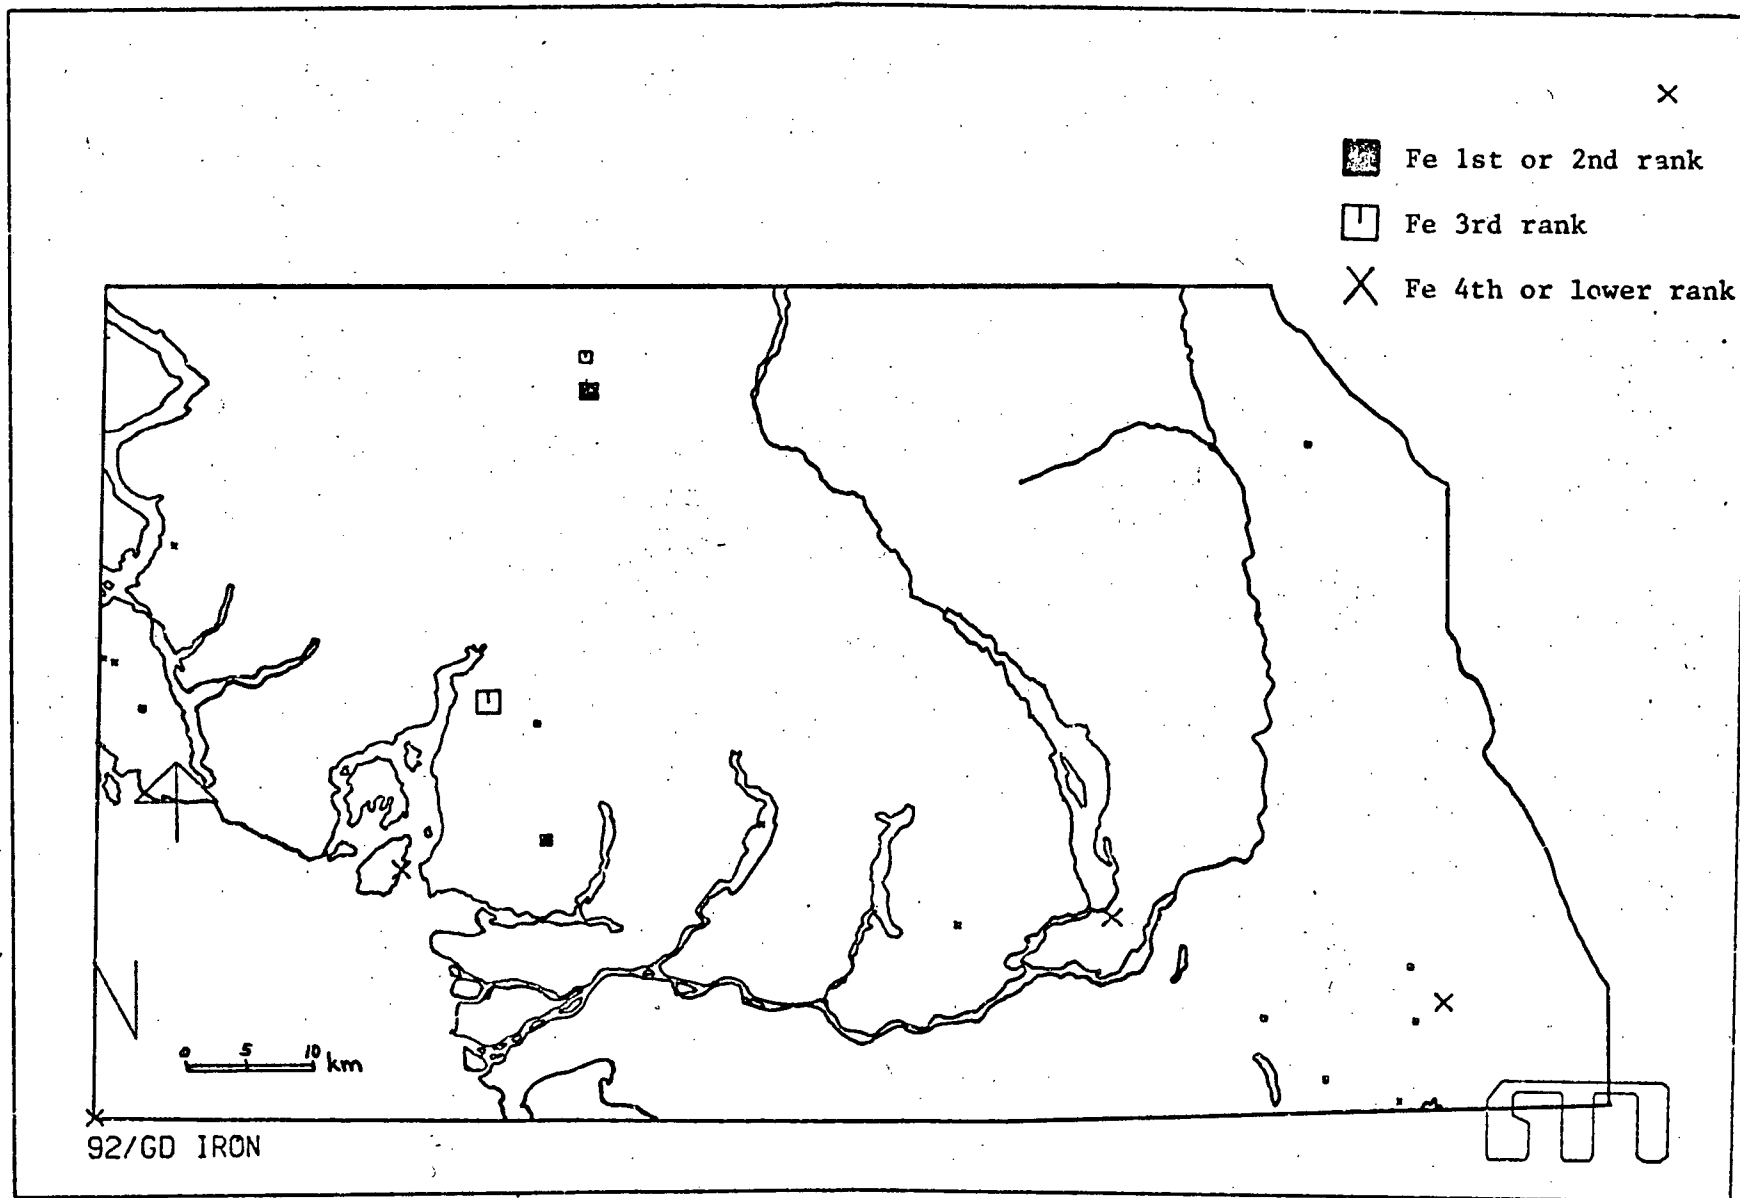 Fe 1st or 2nd rank
Fe 3rd rank
Fe 4th or lower rank
N
0 5 10 km
92/GD IRON